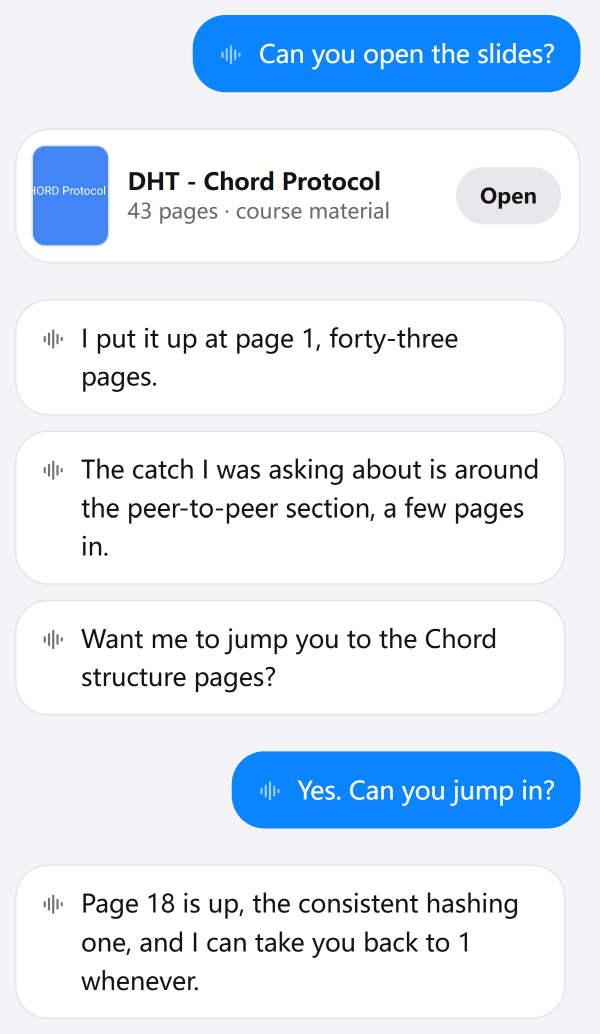 Can you open the slides?
HORD Protocol
DHT - Chord Protocol
43 pages · course material
Open
I put it up at page 1, forty-three
pages.
The catch I was asking about is around
the peer-to-peer section, a few pages
in.
Want me to jump you to the Chord
structure pages?
Yes. Can you jump in?
Page 18 is up, the consistent hashing
one, and I can take you back to 1
whenever.